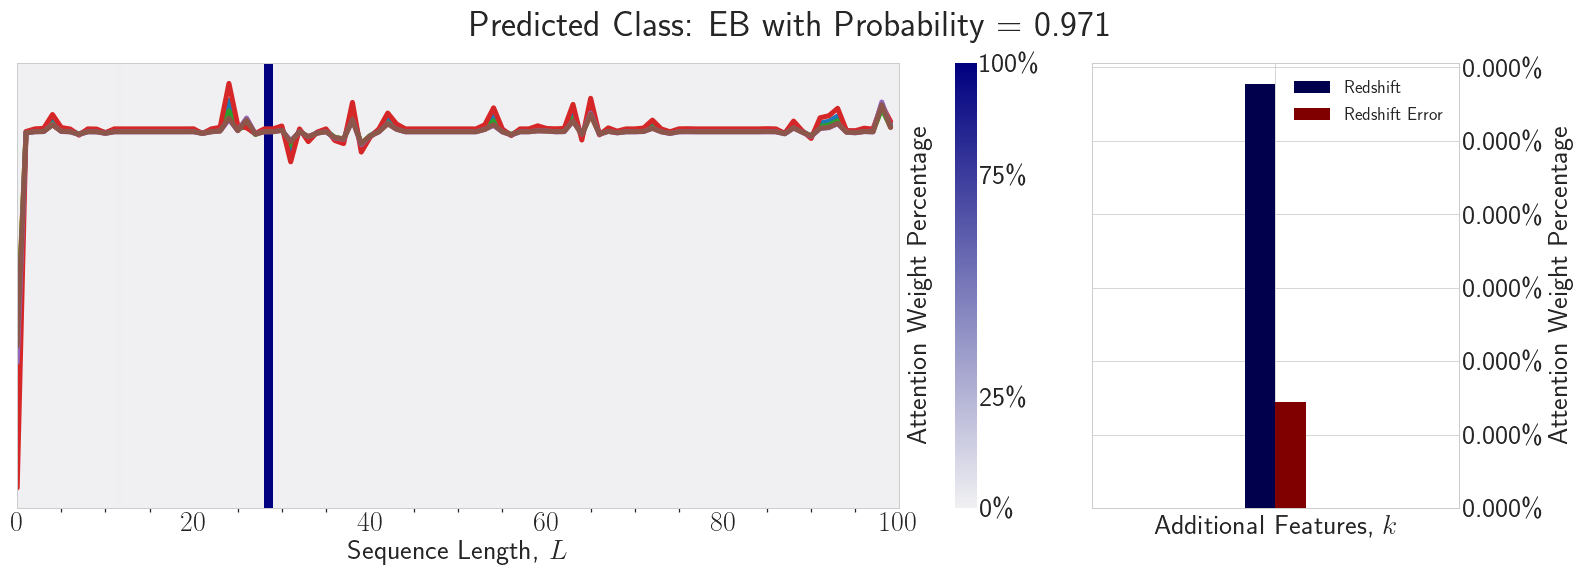 Predicted Class: EB with Probability = 0.971
0 20 40 60 80 100
Sequence Length, L
100%
75%
25%
0%
Attention Weight Percentage
Redshift
Redshift Error
Additional Features, k
0.000%
0.000%
0.000%
0.000%
0.000%
0.000%
0.000%
Attention Weight Percentage